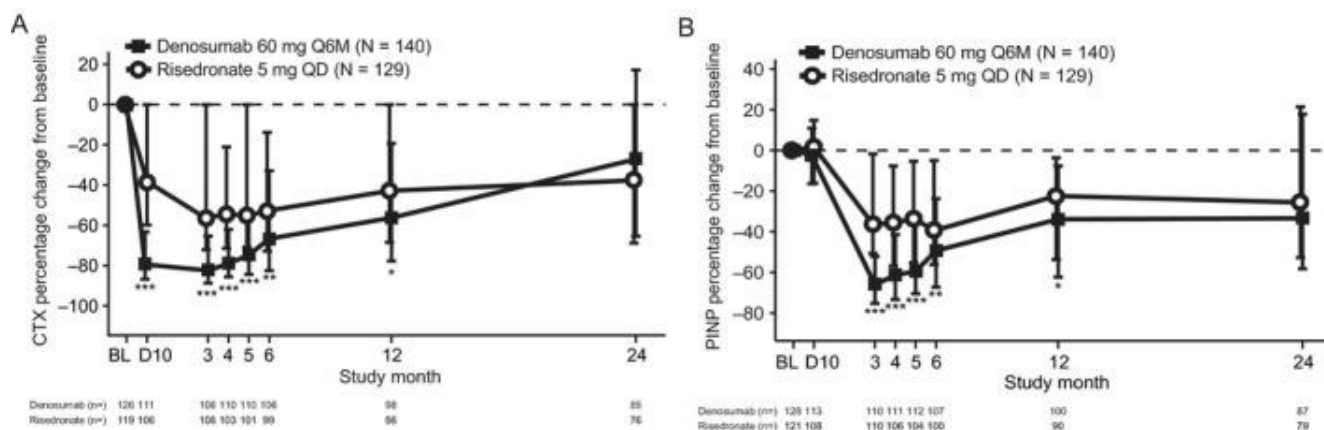 A
Denosumab 60 mg Q6M (N = 140)
Risedronate 5 mg QD (N = 129)
CTX percentage change from baseline
20
0
–20
–40
–60
–80
–100
*** *** *** *** ** *
BL D10 3 4 5 6 12 24
Study month
Denosumab (n=) 126 111 108 110 110 106 98 85
Risedronate (n=) 119 106 108 103 101 99 86 76
B
Denosumab 60 mg Q6M (N = 140)
Risedronate 5 mg QD (N = 129)
PINP percentage change from baseline
40
20
0
–20
–40
–60
–80
*** *** *** ** *
BL D10 3 4 5 6 12 24
Study month
Denosumab (n=) 128 113 110 111 112 107 100 87
Risedronate (n=) 121 108 110 106 104 100 90 79